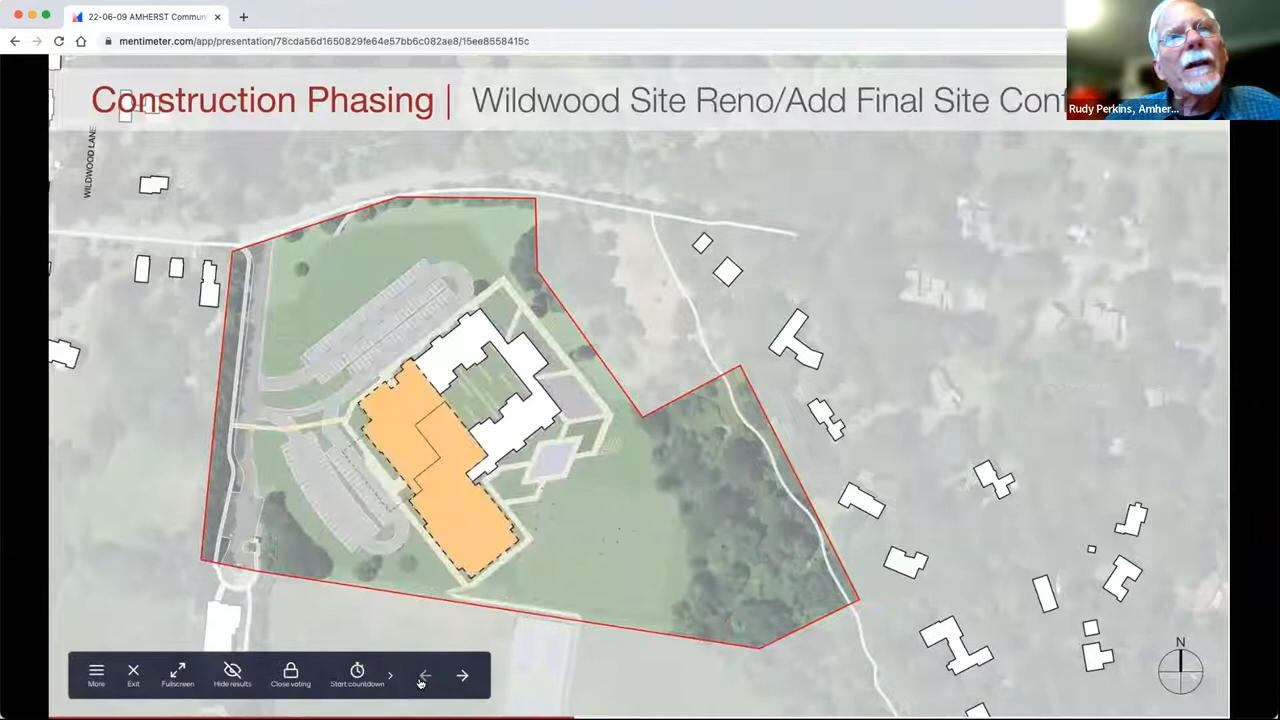 22-06-09 AMHERST Commun
mentimeter.com/app/presentation/78cda56d1650829fe64e57bb6c082ae8/15ee8558415c
Construction Phasing | Wildwood Site Reno/Add Final Site Con
Rudy Perkins, Amher...
WILDWOOD LANE
N
More
Exit
Fullscreen
Hide results
Close voting
Start countdown